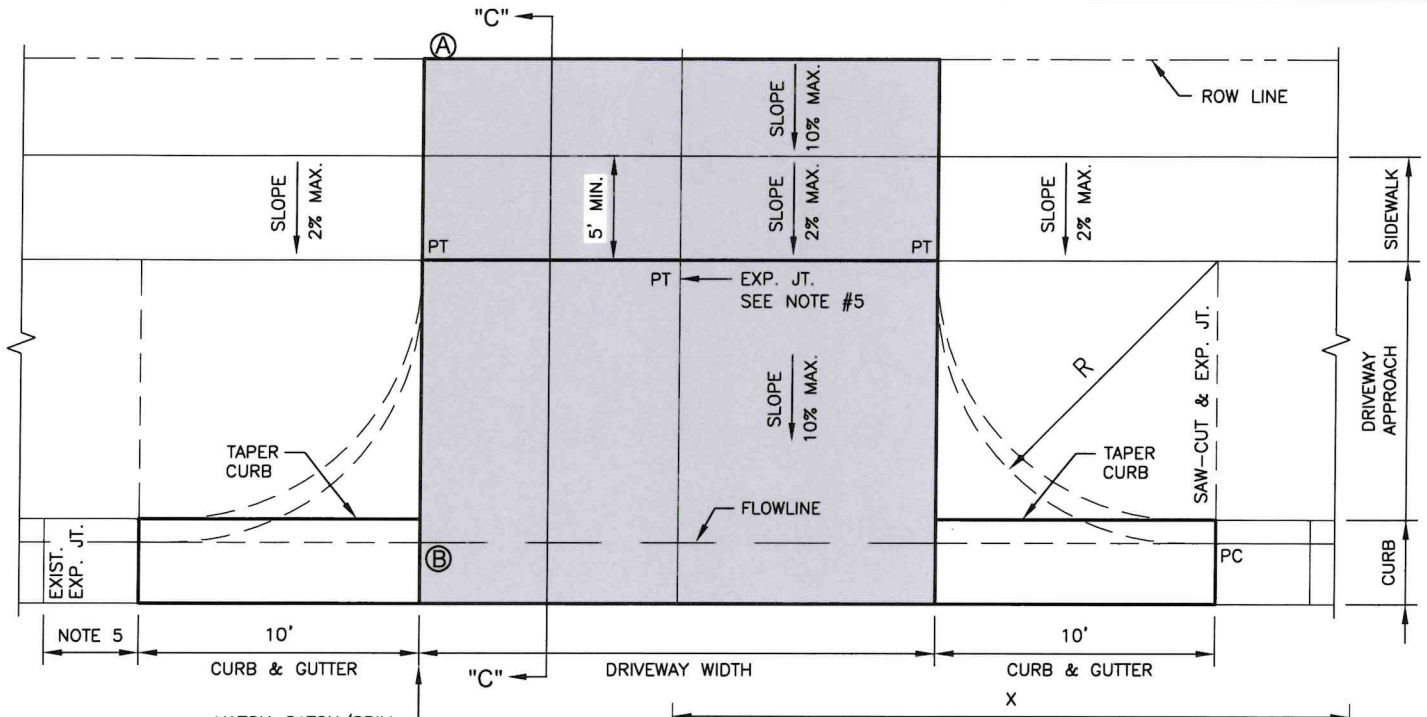 "C"
A
ROW LINE
SLOPE
10% MAX.
SLOPE
2% MAX.
5' MIN.
SLOPE
2% MAX.
SLOPE
2% MAX.
SIDEWALK
PT
PT
PT
EXP. JT.
SEE NOTE #5
SLOPE
10% MAX.
R
SAW-CUT & EXP. JT.
DRIVEWAY
APPROACH
TAPER
CURB
TAPER
CURB
FLOWLINE
EXIST.
EXP. JT.
B
PC
CURB
NOTE 5
10'
10'
CURB & GUTTER
"C"
DRIVEWAY WIDTH
CURB & GUTTER
X